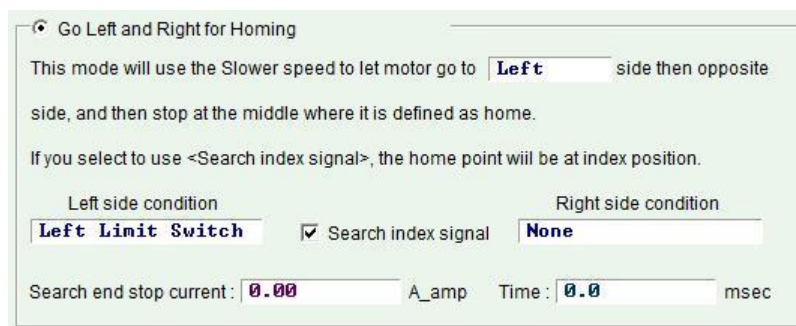 Go Left and Right for Homing
This mode will use the Slower speed to let motor go to Left side then opposite
side, and then stop at the middle where it is defined as home.
If you select to use <Search index signal>, the home point wiil be at index position.
Left side condition Right side condition
Left Limit Switch Search index signal None
Search end stop current : 0.00 A_amp Time : 0.0 msec